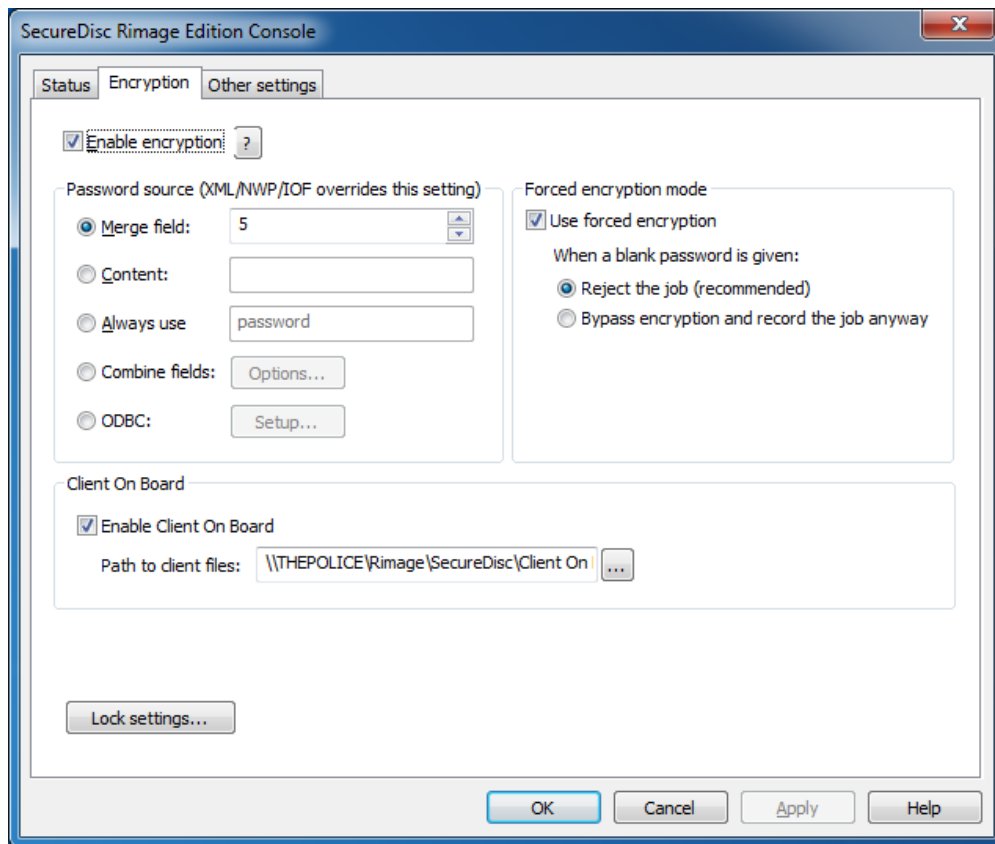 SecureDisc Rimage Edition Console
Status Encryption Other settings
Enable encryption ?
Password source (XML/NWP/IOF overrides this setting)
Merge field: 5
Content:
Always use password
Combine fields: Options...
ODBC: Setup...
Forced encryption mode
Use forced encryption
When a blank password is given:
Reject the job (recommended)
Bypass encryption and record the job anyway
Client On Board
Enable Client On Board
Path to client files: \\THEPOLICE\Rimage\SecureDisc\Client On ...
Lock settings...
OK Cancel Apply Help